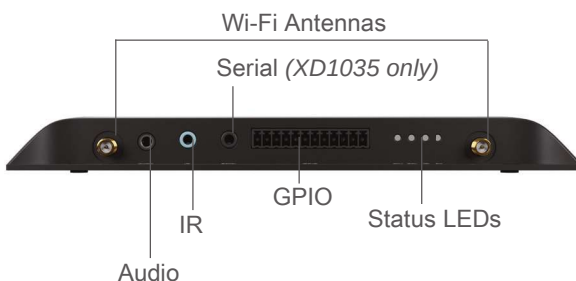 Wi-Fi Antennas
Serial (XD1035 only)
GPIO
Status LEDs
IR
Audio